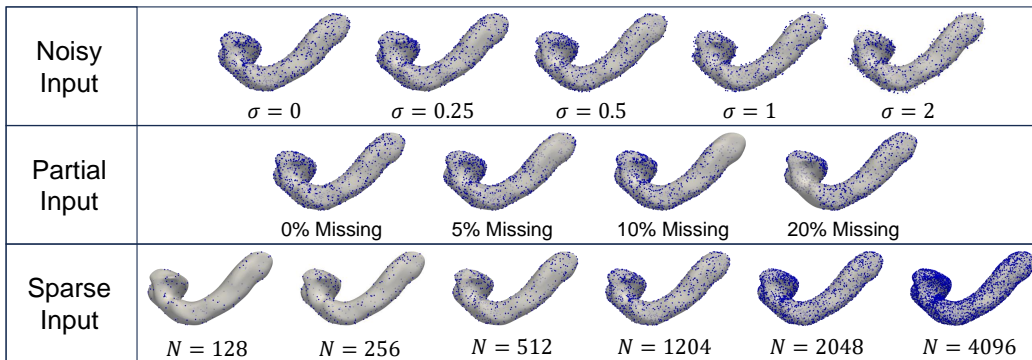 Noisy
Input
σ = 0
σ = 0.25
σ = 0.5
σ = 1
σ = 2
Partial
Input
0% Missing
5% Missing
10% Missing
20% Missing
Sparse
Input
N = 128
N = 256
N = 512
N = 1204
N = 2048
N = 4096